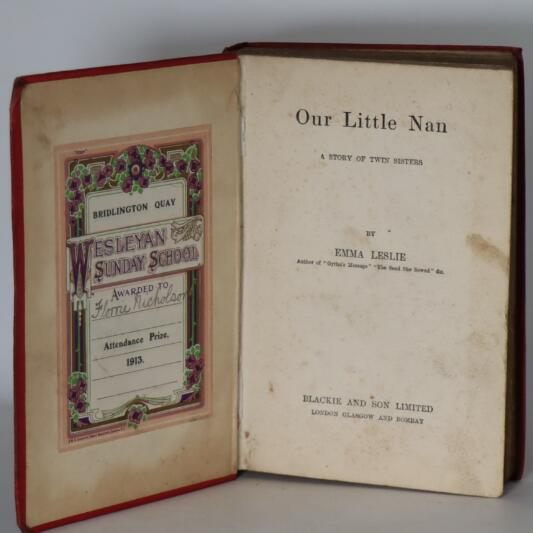 BRIDLINGTON QUAY
WESLEYAN
SUNDAY SCHOOL
AWARDED TO
Florrie Nicholson
Attendance Prize,
1913.
Our Little Nan
A STORY OF TWIN SISTERS
BY
EMMA LESLIE
Author of "Gytha's Message" "The Seed She Sowed" &c.
BLACKIE AND SON LIMITED
LONDON GLASGOW AND BOMBAY